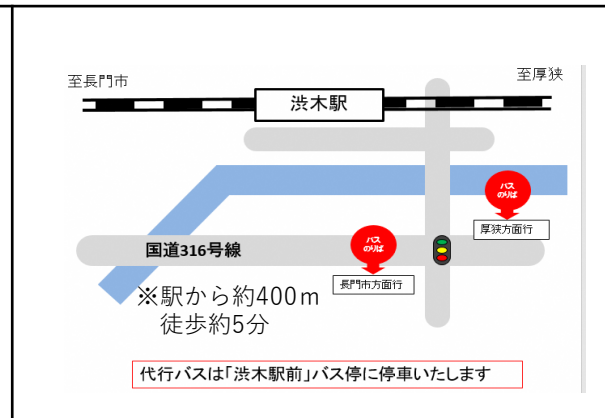 至長門市
至厚狭
渋木駅
バス
のりば
厚狭方面行
バス
のりば
国道316号線
長門市方面行
※駅から約400m
徒歩約5分
代行バスは「渋木駅前」バス停に停車いたします